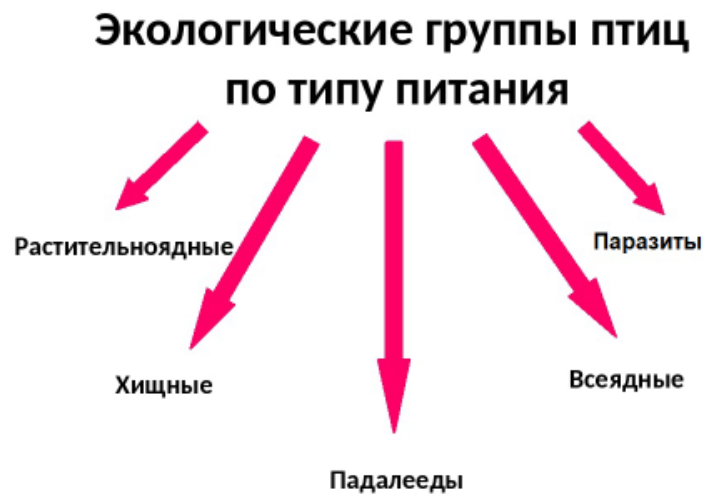 Экологические группы птиц
по типу питания
Растительноядные
Паразиты
Хищные
Всеядные
Падалееды